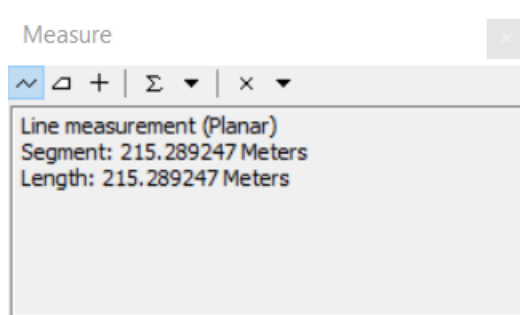 Measure
Line measurement (Planar)
Segment: 215.289247 Meters
Length: 215.289247 Meters